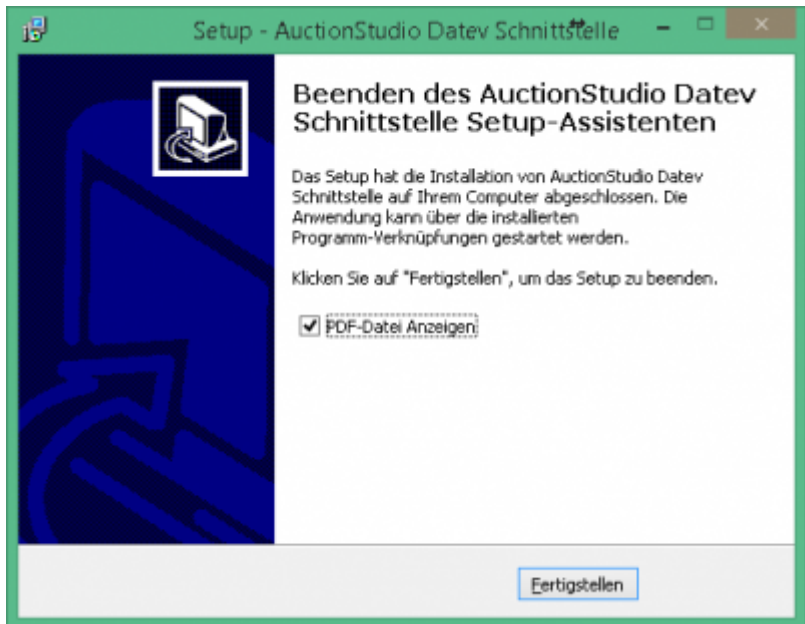 Setup - AuctionStudio Datev Schnittstelle
Beenden des AuctionStudio Datev
Schnittstelle Setup-Assistenten
Das Setup hat die Installation von AuctionStudio Datev
Schnittstelle auf Ihrem Computer abgeschlossen. Die
Anwendung kann über die installierten
Programm-Verknüpfungen gestartet werden.
Klicken Sie auf "Fertigstellen", um das Setup zu beenden.
PDF-Datei Anzeigen
Fertigstellen